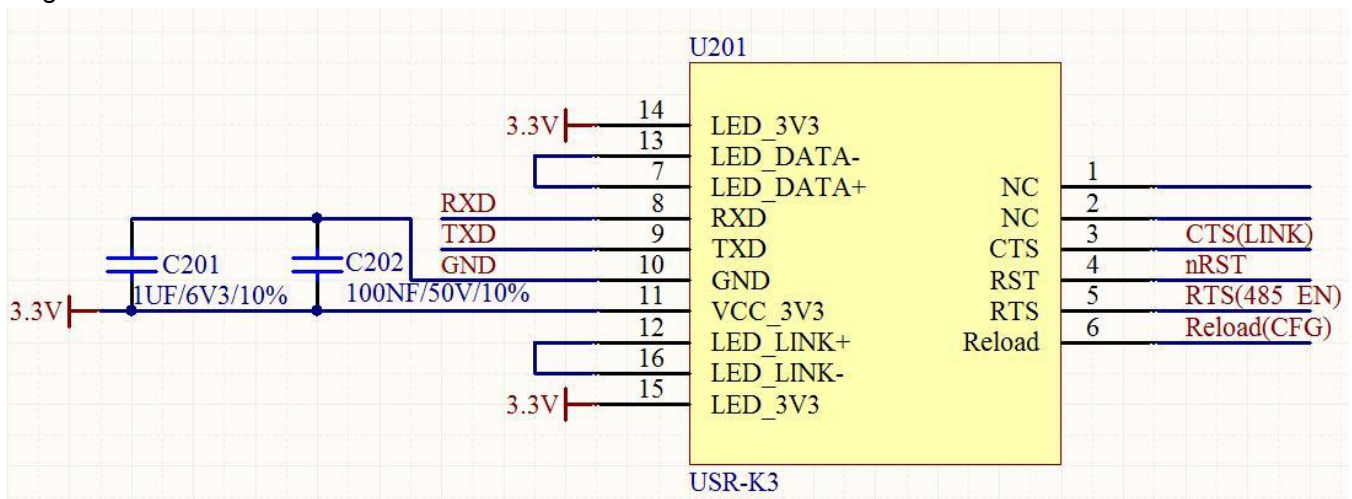 U201
14
3.3V
LED_3V3
13
LED_DATA-
7
LED_DATA+
1
NC
RXD
8
RXD
2
NC
TXD
9
TXD
3
CTS
CTS(LINK)
C201
C202
GND
10
GND
4
RST
nRST
1UF/6V3/10%
100NF/50V/10%
11
VCC_3V3
5
RTS
RTS(485_EN)
3.3V
12
LED_LINK+
6
Reload
Reload(CFG)
16
LED_LINK-
15
3.3V
LED_3V3
USR-K3